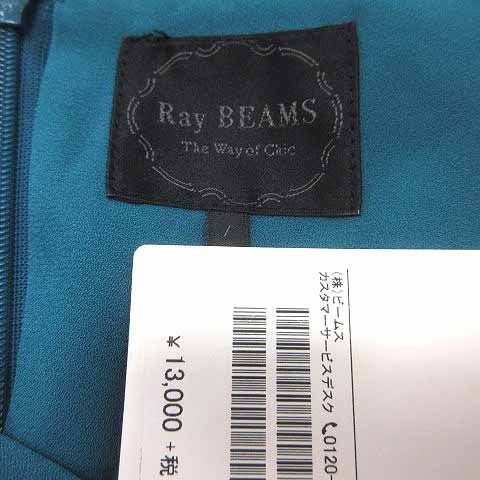 Ray BEAMS
The Way of Chic
(株)ビームス
カスタマーサービスデスク 0120-
¥ 13,000 +税